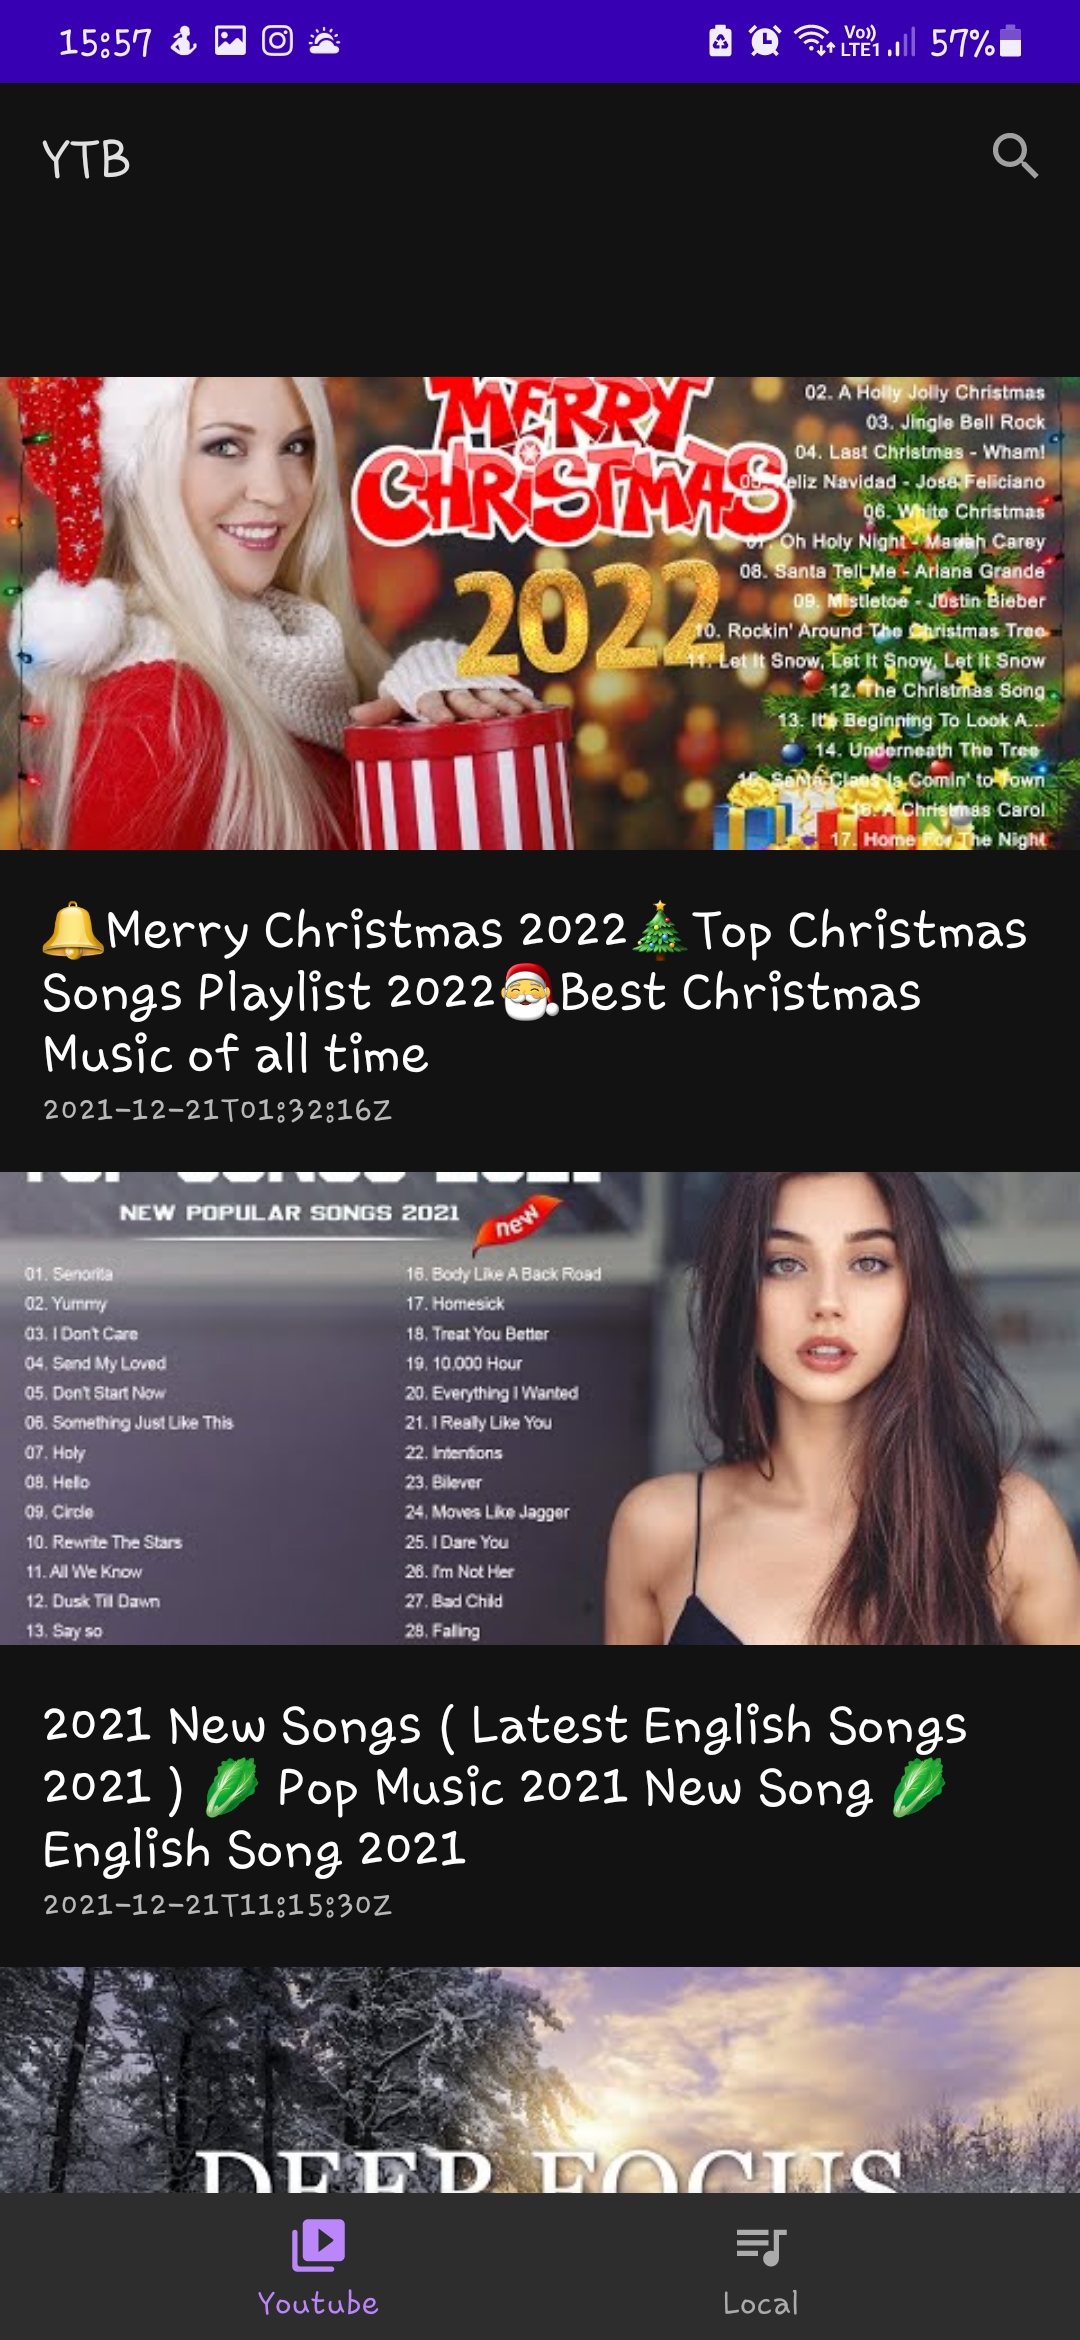 15:57
Vo))
LTE1
57%
YTB
MERRY
CHRISTMAS
2022
02. A Holly Jolly Christmas
03. Jingle Bell Rock
04. Last Christmas - Wham!
05. Feliz Navidad - José Feliciano
06. White Christmas
07. Oh Holy Night - Mariah Carey
08. Santa Tell Me - Ariana Grande
09. Mistletoe - Justin Bieber
10. Rockin' Around The Christmas Tree
11. Let It Snow, Let It Snow, Let It Snow
12. The Christmas Song
13. It's Beginning To Look A...
14. Underneath The Tree
15. Santa Claus Is Comin' to Town
16. A Christmas Carol
17. Home For The Night
🔔Merry Christmas 2022🎄Top Christmas
Songs Playlist 2022🎅Best Christmas
Music of all time
2021-12-21T01:32:16Z
TOP SONGS 2021
NEW POPULAR SONGS 2021
new
01. Senorita
02. Yummy
03. I Don't Care
04. Send My Loved
05. Don't Start Now
06. Something Just Like This
07. Holy
08. Hello
09. Circle
10. Rewrite The Stars
11. All We Know
12. Dusk Till Dawn
13. Say so
16. Body Like A Back Road
17. Homesick
18. Treat You Better
19. 10.000 Hour
20. Everything I Wanted
21. I Really Like You
22. Intentions
23. Bilever
24. Moves Like Jagger
25. I Dare You
26. I'm Not Her
27. Bad Child
28. Falling
2021 New Songs ( Latest English Songs
2021 ) 🥬 Pop Music 2021 New Song 🥬
English Song 2021
2021-12-21T11:15:30Z
DEEP FOCUS
Youtube
Local